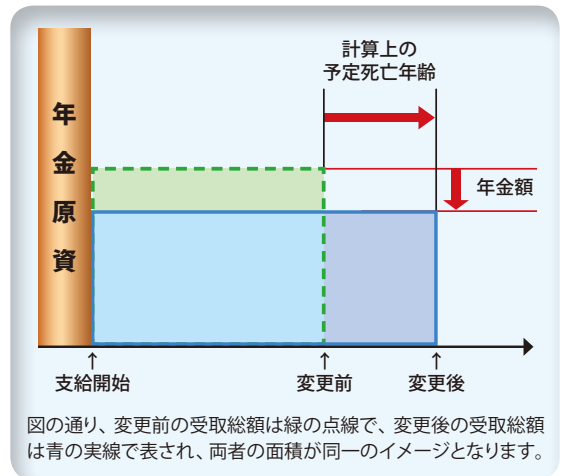 計算上の
予定死亡年齢
年金原資
年金額
支給開始
変更前
変更後
図の通り、変更前の受取総額は緑の点線で、変更後の受取総額
は青の実線で表され、両者の面積が同一のイメージとなります。